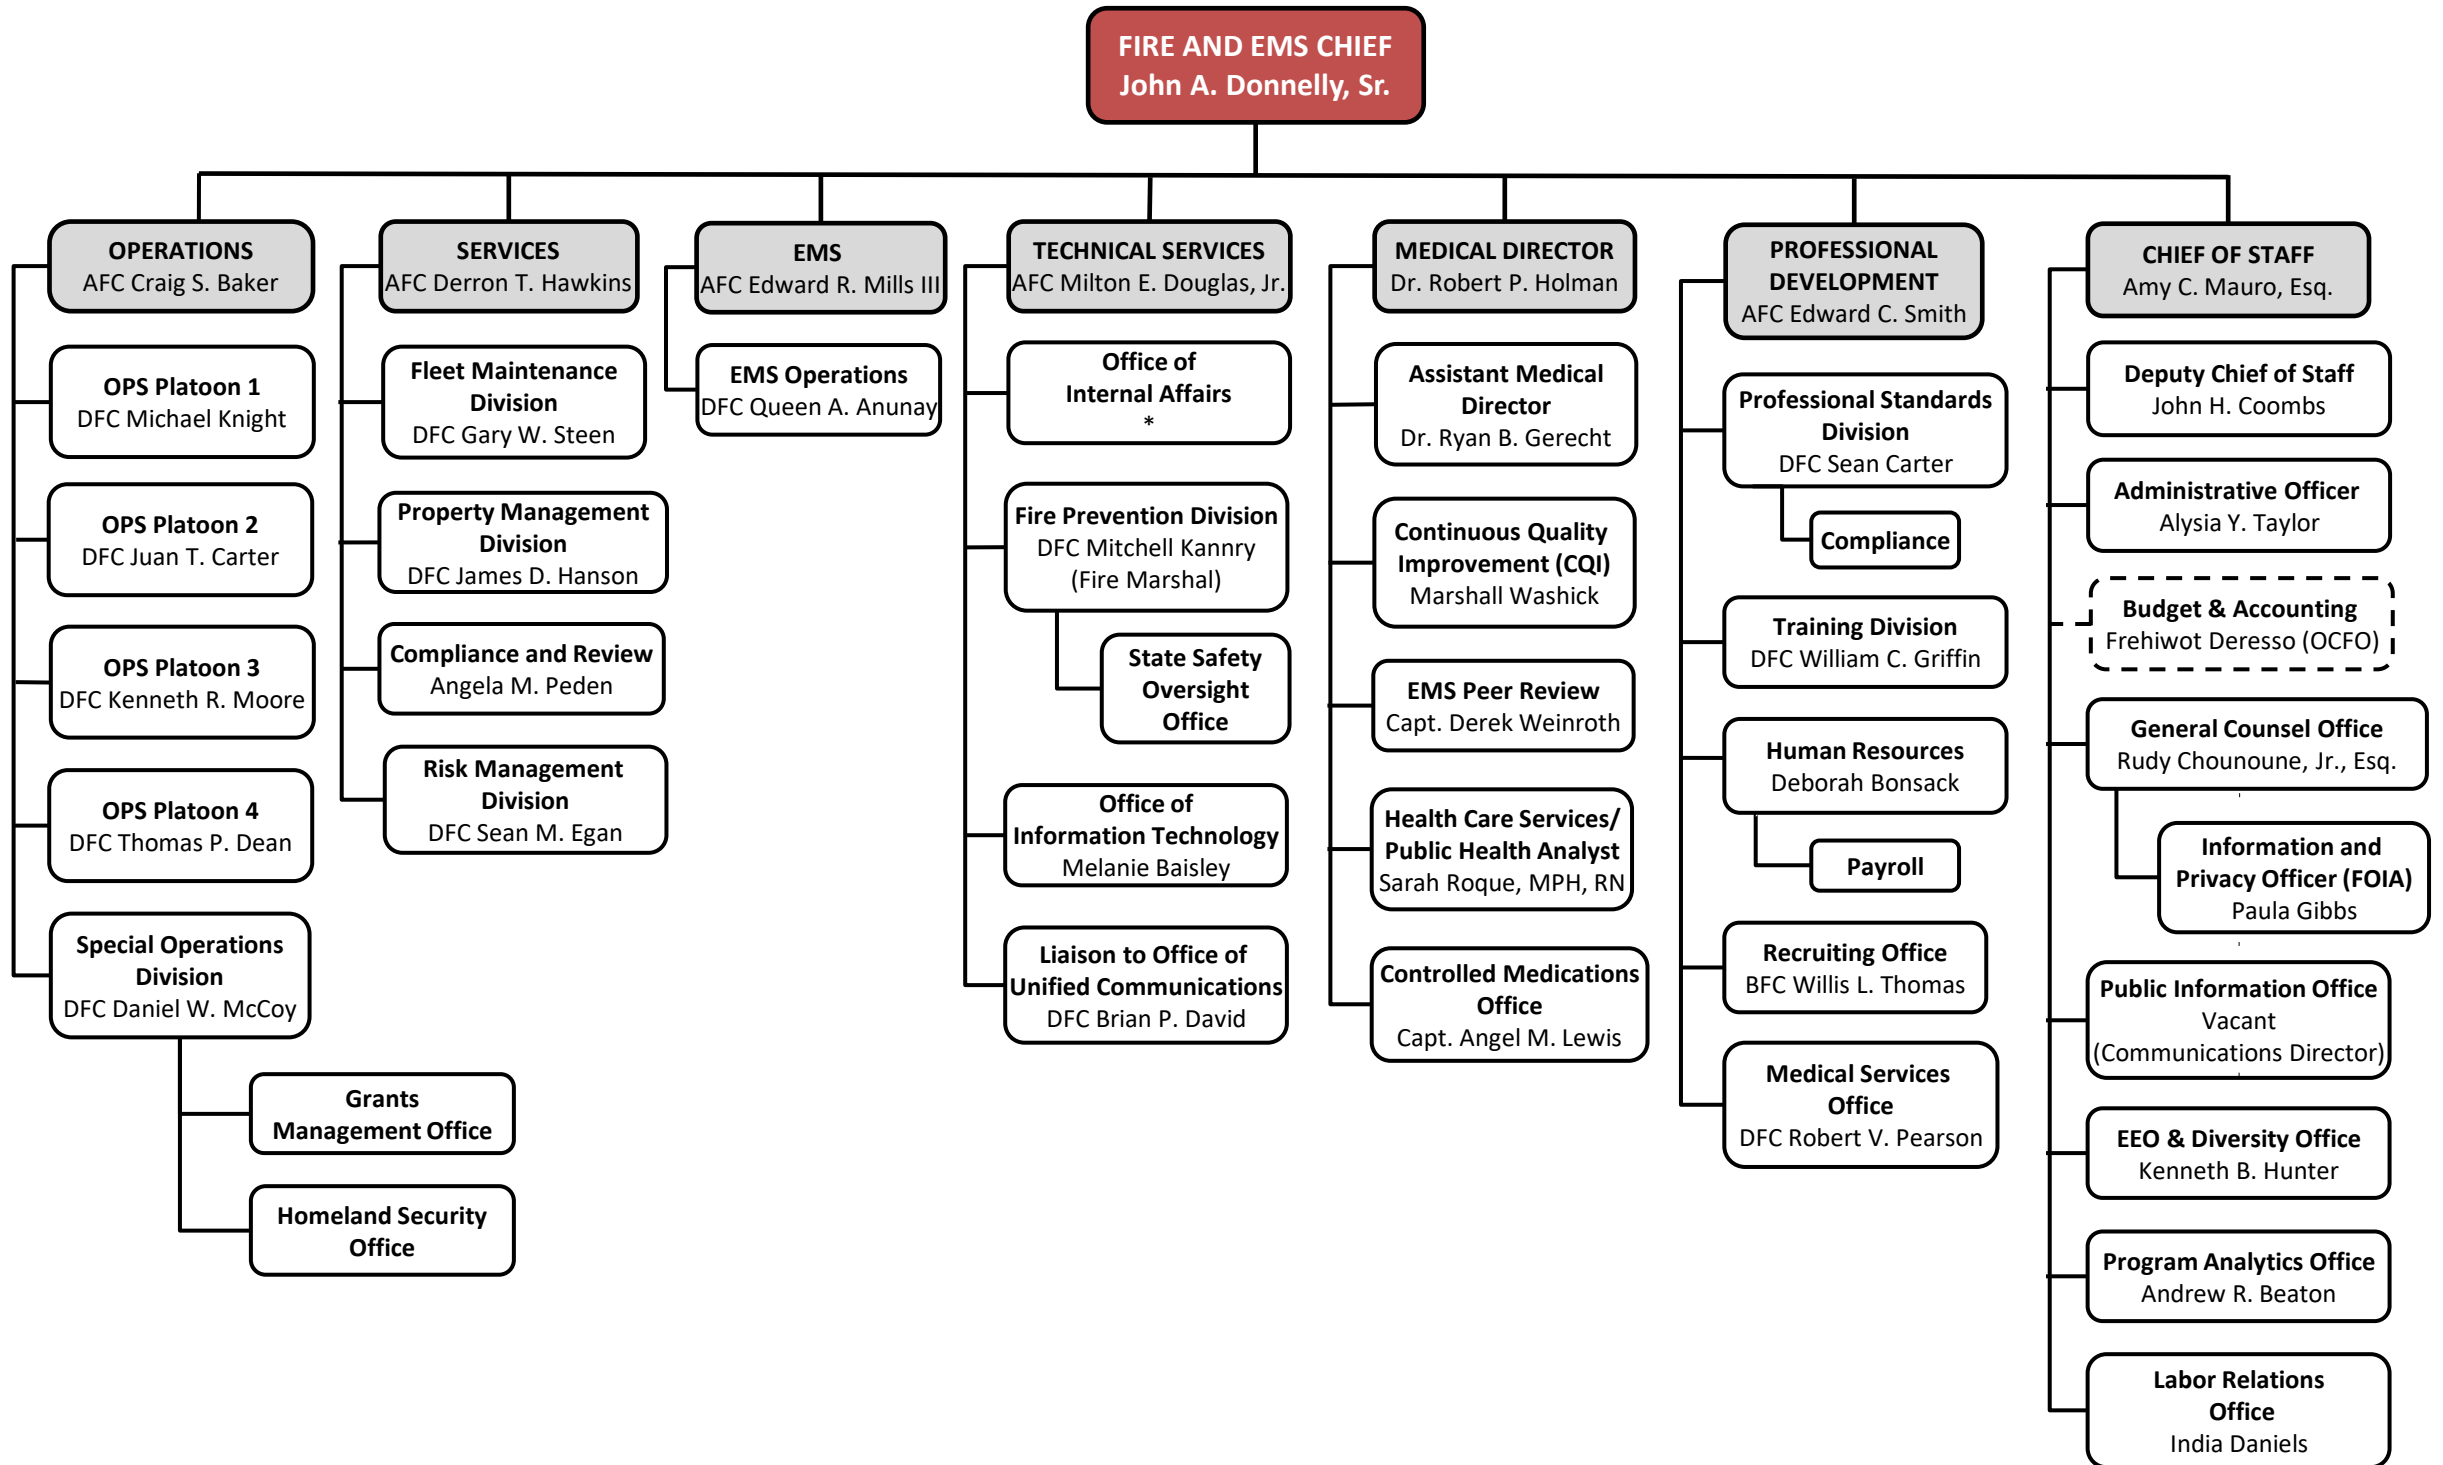 FIRE AND EMS CHIEF
John A. Donnelly, Sr.
OPERATIONS
AFC Craig S. Baker
OPS Platoon 1
DFC Michael Knight
OPS Platoon 2
DFC Juan T. Carter
OPS Platoon 3
DFC Kenneth R. Moore
OPS Platoon 4
DFC Thomas P. Dean
Special Operations
Division
DFC Daniel W. McCoy
Grants
Management Office
Homeland Security
Office
SERVICES
AFC Derron T. Hawkins
Fleet Maintenance
Division
DFC Gary W. Steen
Property Management
Division
DFC James D. Hanson
Compliance and Review
Angela M. Peden
Risk Management
Division
DFC Sean M. Egan
EMS
AFC Edward R. Mills III
EMS Operations
DFC Queen A. Anunay
TECHNICAL SERVICES
AFC Milton E. Douglas, Jr.
Office of
Internal Affairs
*
Fire Prevention Division
DFC Mitchell Kannry
(Fire Marshal)
State Safety
Oversight
Office
Office of
Information Technology
Melanie Baisley
Liaison to Office of
Unified Communications
DFC Brian P. David
MEDICAL DIRECTOR
Dr. Robert P. Holman
Assistant Medical
Director
Dr. Ryan B. Gerecht
Continuous Quality
Improvement (CQI)
Marshall Washick
EMS Peer Review
Capt. Derek Weinroth
Health Care Services/
Public Health Analyst
Sarah Roque, MPH, RN
Controlled Medications
Office
Capt. Angel M. Lewis
PROFESSIONAL
DEVELOPMENT
AFC Edward C. Smith
Professional Standards
Division
DFC Sean Carter
Compliance
Training Division
DFC William C. Griffin
Human Resources
Deborah Bonsack
Payroll
Recruiting Office
BFC Willis L. Thomas
Medical Services
Office
DFC Robert V. Pearson
CHIEF OF STAFF
Amy C. Mauro, Esq.
Deputy Chief of Staff
John H. Coombs
Administrative Officer
Alysia Y. Taylor
Budget & Accounting
Frehiwot Deresso (OCFO)
General Counsel Office
Rudy Chounoune, Jr., Esq.
Information and
Privacy Officer (FOIA)
Paula Gibbs
Public Information Office
Vacant
(Communications Director)
EEO & Diversity Office
Kenneth B. Hunter
Program Analytics Office
Andrew R. Beaton
Labor Relations
Office
India Daniels